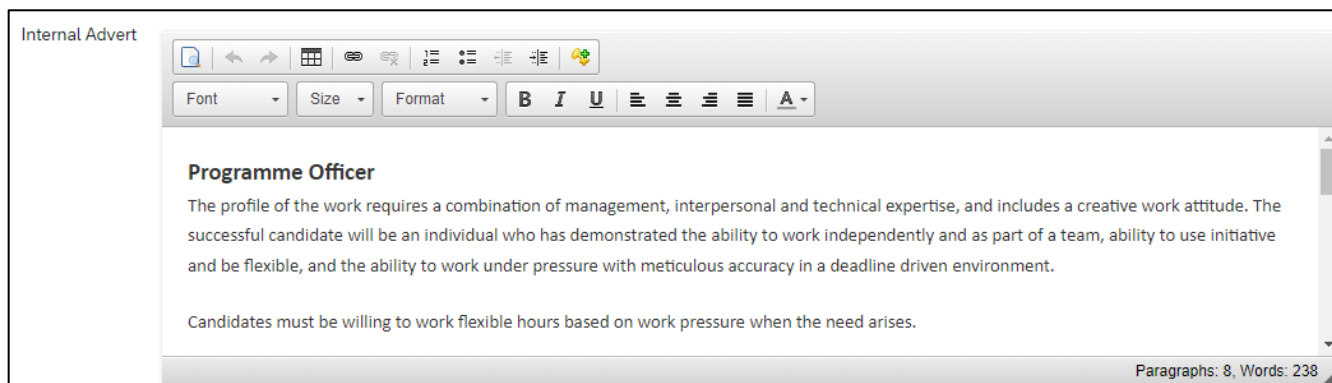 Internal Advert
Font Size Format B I U A
Programme Officer
The profile of the work requires a combination of management, interpersonal and technical expertise, and includes a creative work attitude. The
successful candidate will be an individual who has demonstrated the ability to work independently and as part of a team, ability to use initiative
and be flexible, and the ability to work under pressure with meticulous accuracy in a deadline driven environment.
Candidates must be willing to work flexible hours based on work pressure when the need arises.
Paragraphs: 8, Words: 238